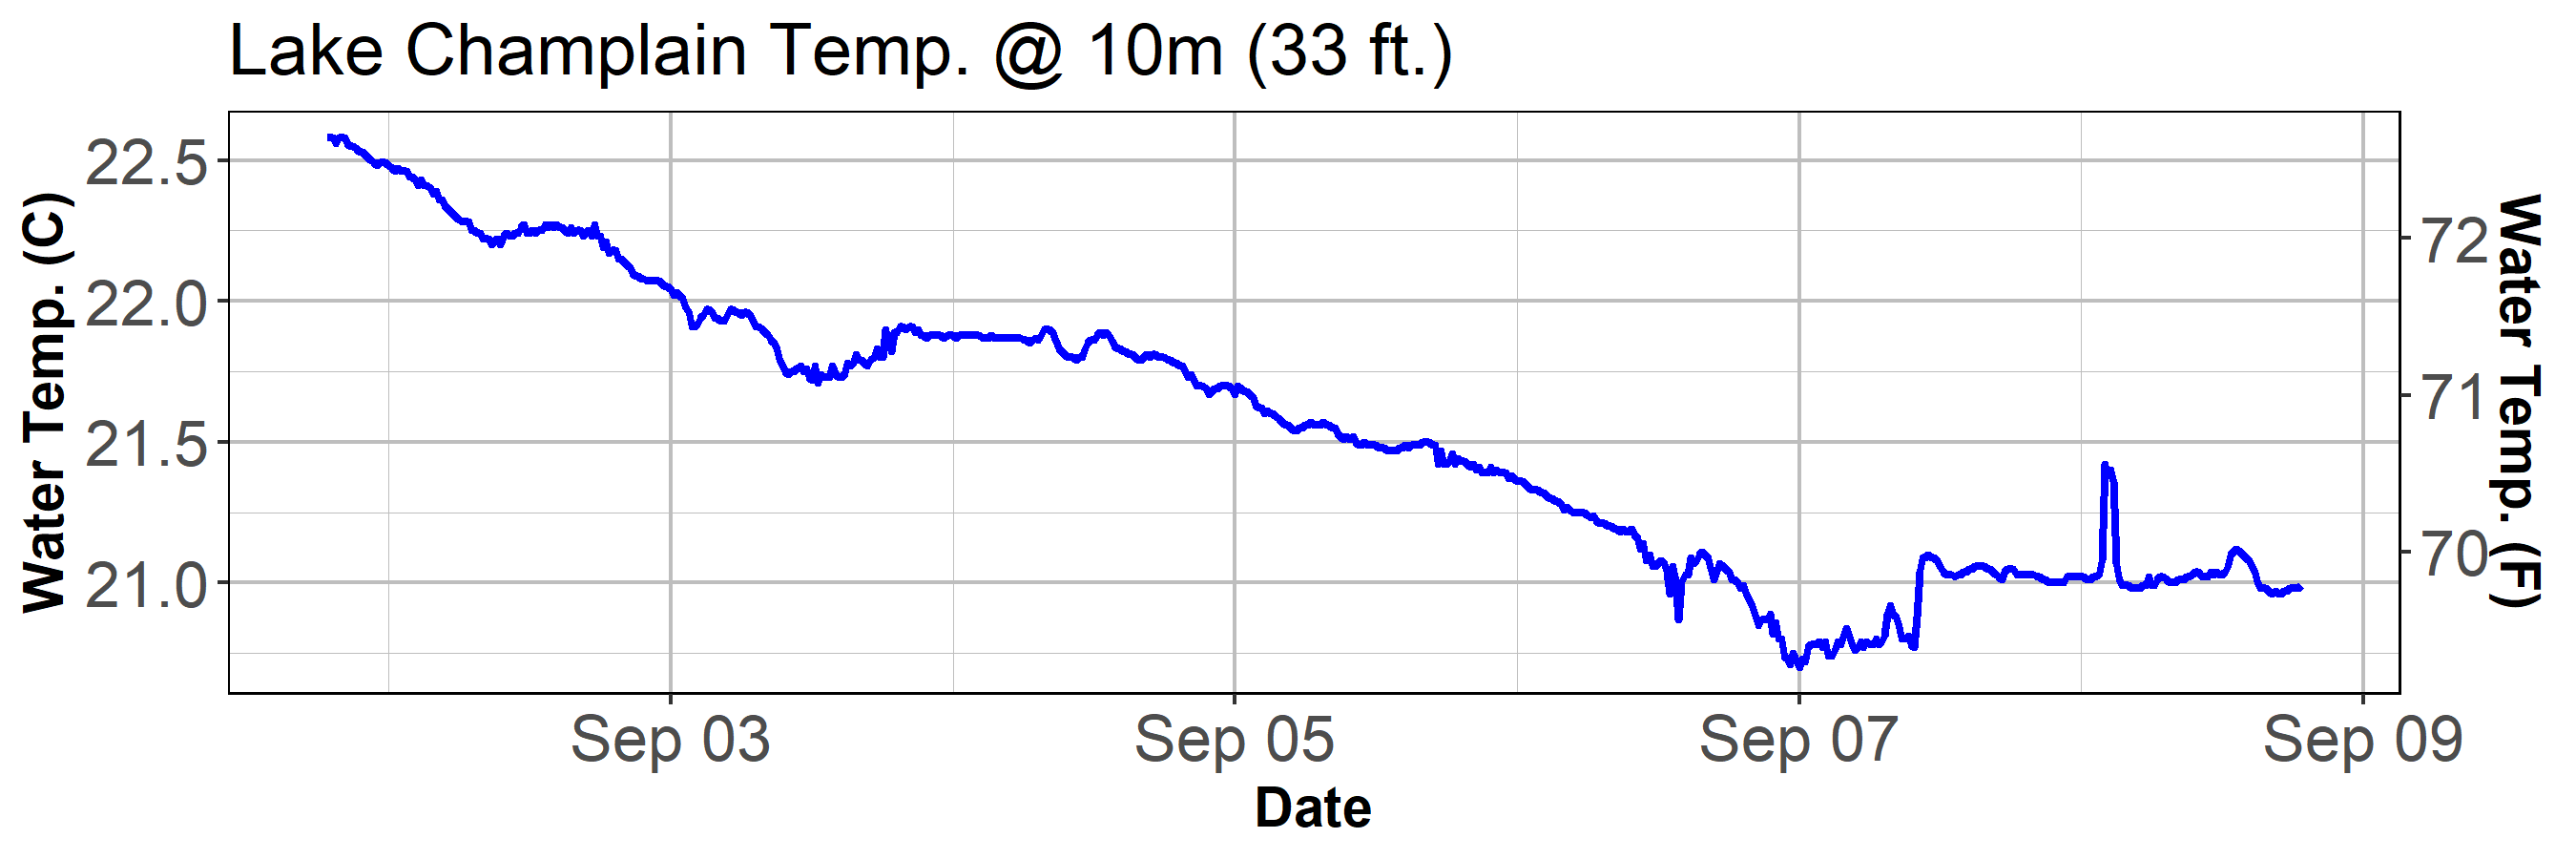 Lake Champlain Temp. @ 10m (33 ft.)
Water Temp. (C)
22.5
22.0
21.5
21.0
72
71
70
Water Temp. (F)
Sep 03 Sep 05 Sep 07 Sep 09
Date